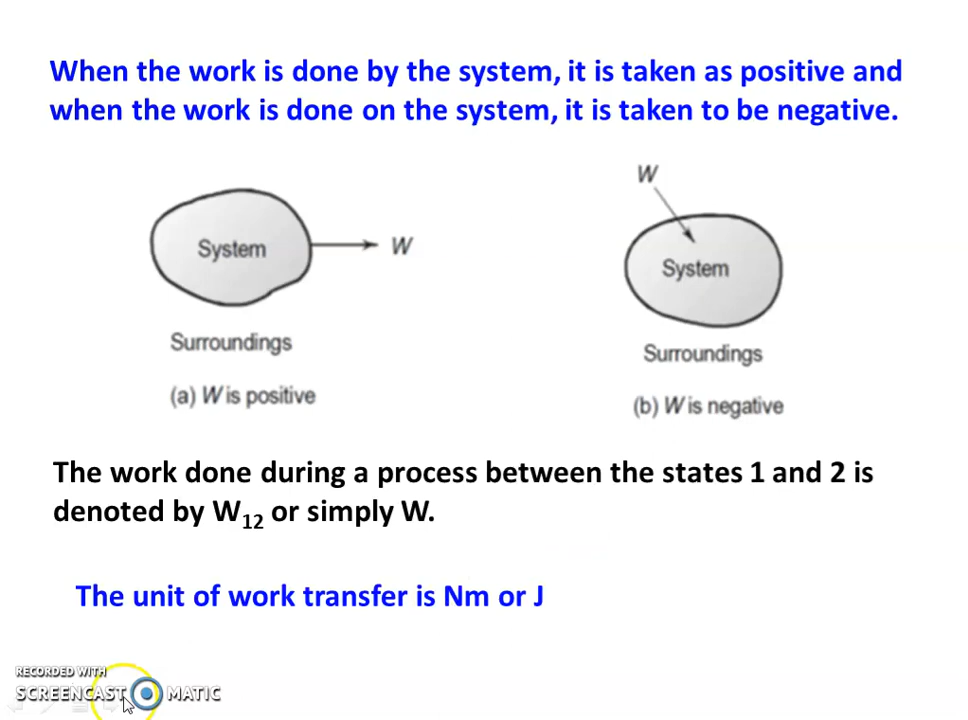 When the work is done by the system, it is taken as positive and
when the work is done on the system, it is taken to be negative.
W
System
W
System
Surroundings
Surroundings
(a) W is positive
(b) W is negative
The work done during a process between the states 1 and 2 is
denoted by W12 or simply W.
The unit of work transfer is Nm or J
RECORDED WITH
SCREENCAST MATIC